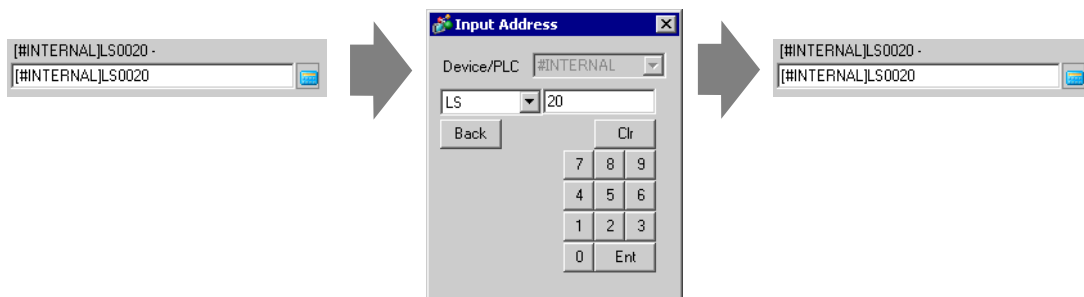 [#INTERNAL]LS0020 -
[#INTERNAL]LS0020
Input Address
Device/PLC #INTERNAL
LS 20
Back Clr
7 8 9
4 5 6
1 2 3
0 Ent
[#INTERNAL]LS0020 -
[#INTERNAL]LS0020